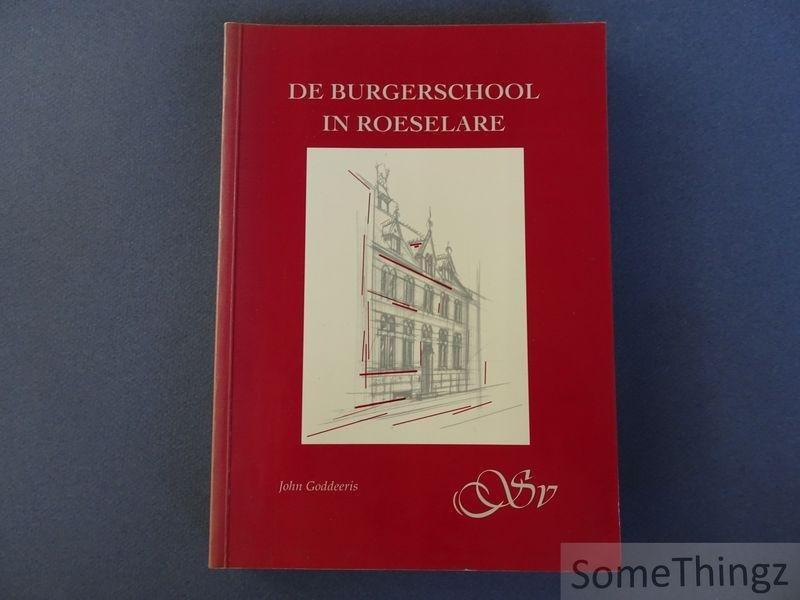 DE BURGERSCHOOL
IN ROESELARE
John Goddeeris
Sv
SomeThingz